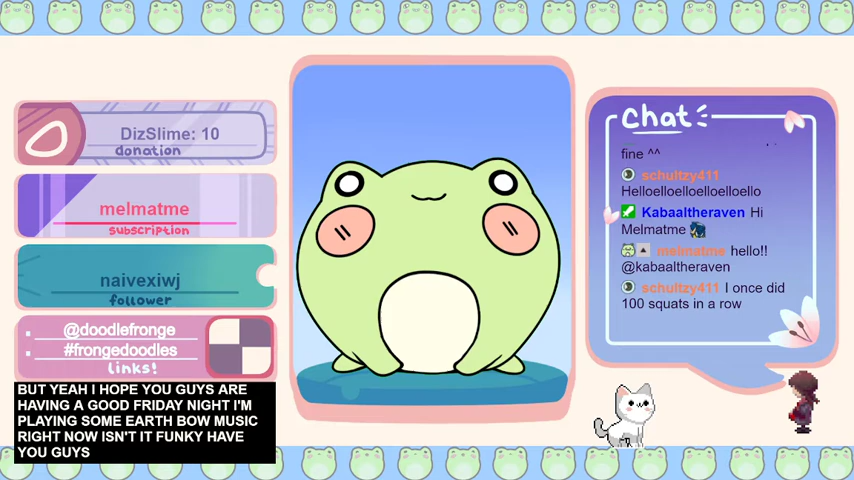 DizSlime: 10
donation
melmatme
subscription
naivexiwj
follower
@doodlefronge
#frongedoodles
links!
BUT YEAH I HOPE YOU GUYS ARE
HAVING A GOOD FRIDAY NIGHT I'M
PLAYING SOME EARTH BOW MUSIC
RIGHT NOW ISN'T IT FUNKY HAVE
YOU GUYS
Chat
fine ^^
schultzy411
Helloelloelloelloelloello
Kabaaltheraven Hi
Melmatme
melmatme hello!!
@kabaaltheraven
schultzy411 I once did
100 squats in a row